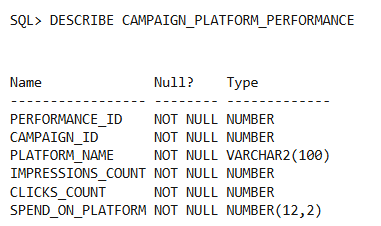 SQL> DESCRIBE CAMPAIGN_PLATFORM_PERFORMANCE
Name              Null?    Type
----------------- -------- -------------
PERFORMANCE_ID    NOT NULL NUMBER
CAMPAIGN_ID       NOT NULL NUMBER
PLATFORM_NAME     NOT NULL VARCHAR2(100)
IMPRESSIONS_COUNT NOT NULL NUMBER
CLICKS_COUNT      NOT NULL NUMBER
SPEND_ON_PLATFORM NOT NULL NUMBER(12,2)